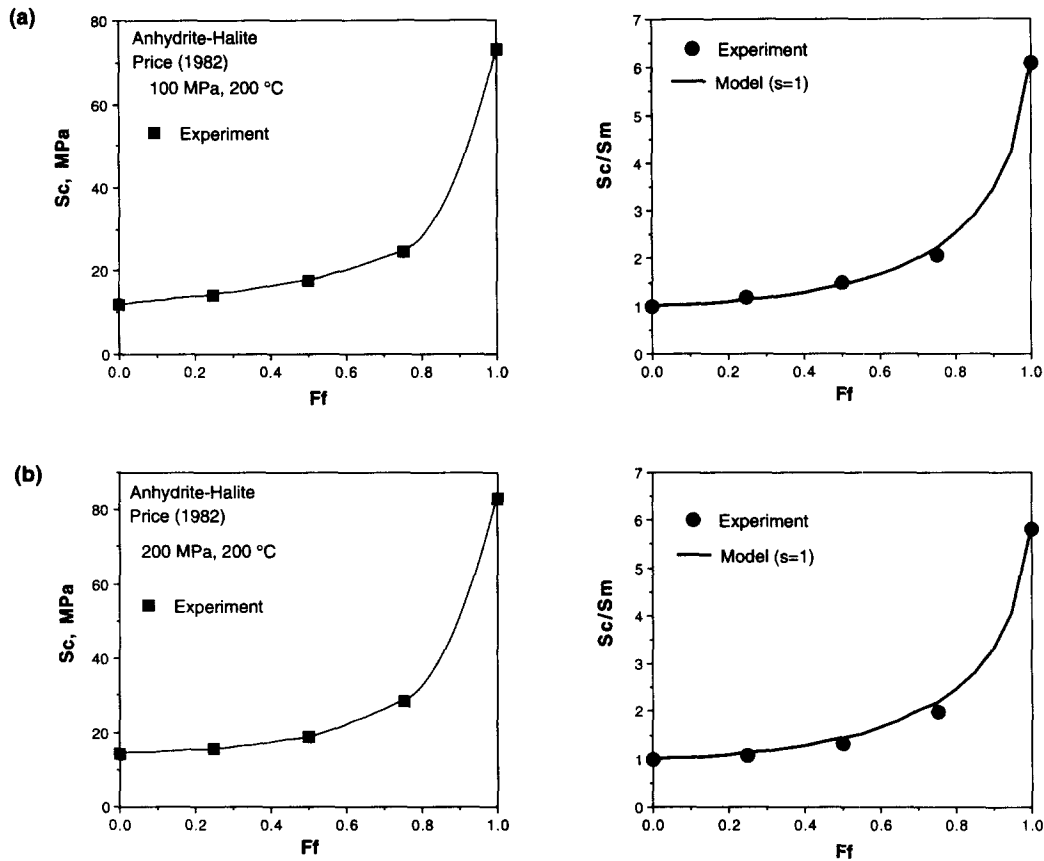 (a)
80
60
40
20
0
Sc, MPa
Anhydrite-Halite
Price (1982)
100 MPa, 200 °C
Experiment
0.0 0.2 0.4 0.6 0.8 1.0
Ff
7
6
5
4
3
2
1
0
Sc/Sm
Experiment
Model (s=1)
0.0 0.2 0.4 0.6 0.8 1.0
Ff
(b)
80
60
40
20
0
Sc, MPa
Anhydrite-Halite
Price (1982)
200 MPa, 200 °C
Experiment
0.0 0.2 0.4 0.6 0.8 1.0
Ff
7
6
5
4
3
2
1
0
Sc/Sm
Experiment
Model (s=1)
0.0 0.2 0.4 0.6 0.8 1.0
Ff